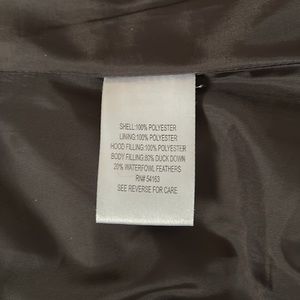 SHELL:100% POLYESTER
LINING:100% POLYESTER
HOOD FILLING:100% POLYESTER
BODY FILLING:80% DUCK DOWN
20% WATERFOWL FEATHERS
RN# 54163
SEE REVERSE FOR CARE